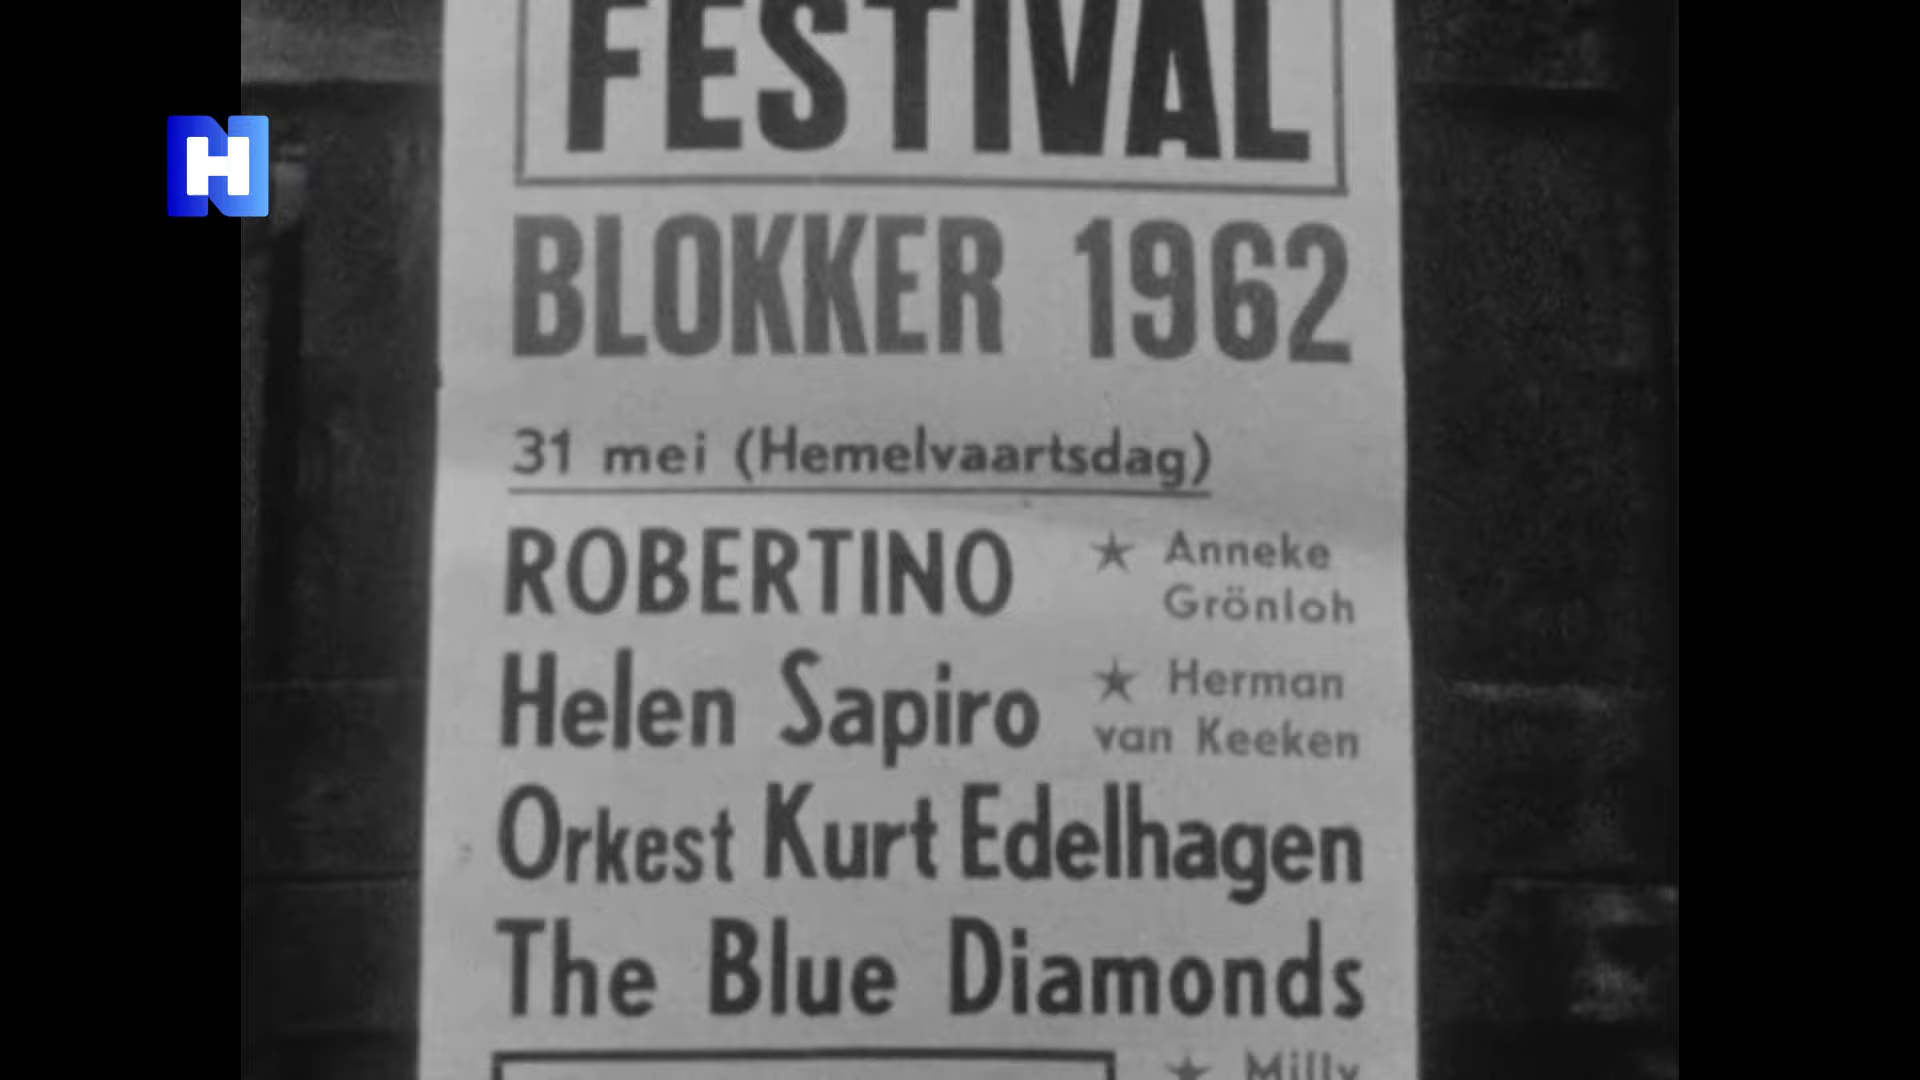 FESTIVAL
BLOKKER 1962
31 mei (Hemelvaartsdag)
ROBERTINO
★ Anneke
Grönloh
Helen Sapiro
★ Herman
van Keeken
Orkest Kurt Edelhagen
The Blue Diamonds
★ Milly
NH